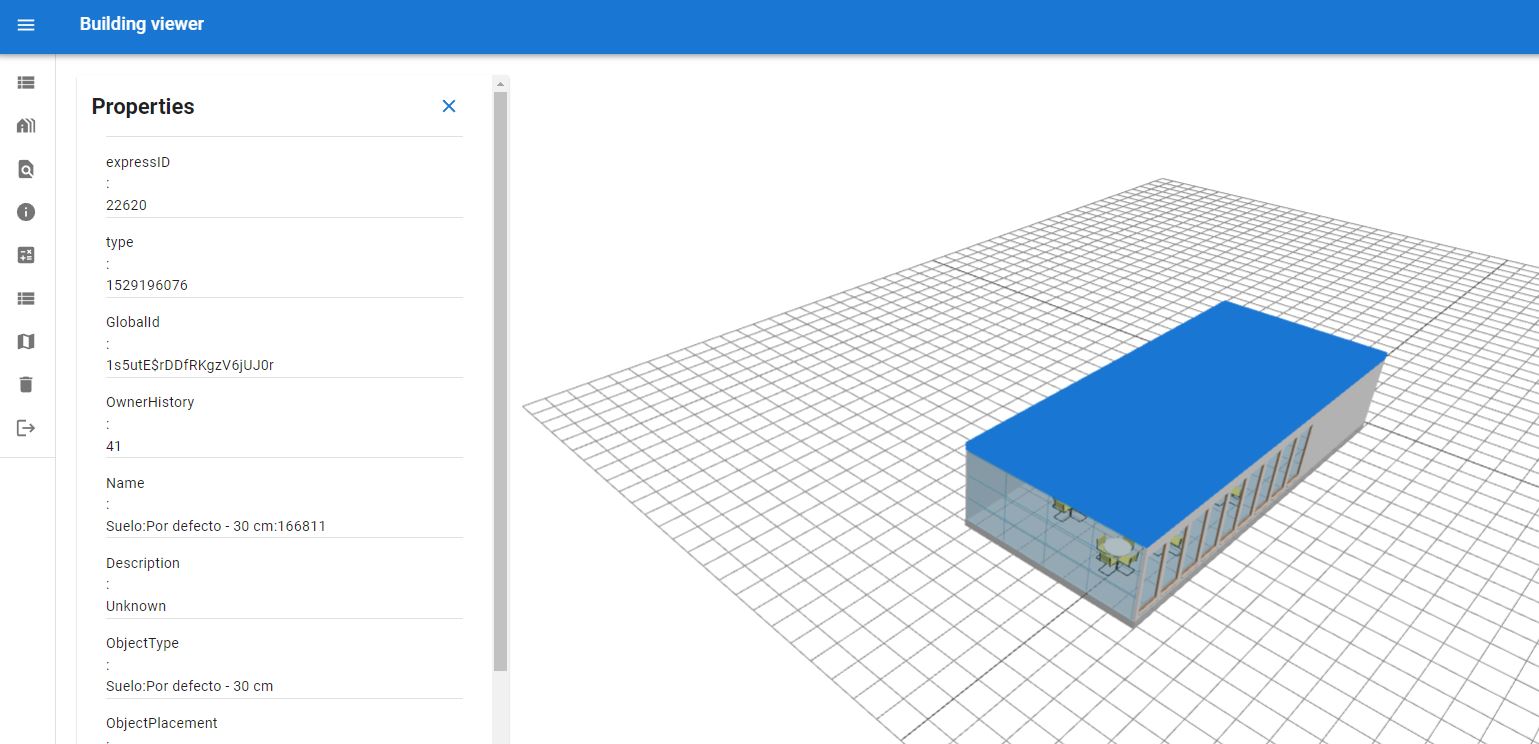 Building viewer
Properties
expressID
:
22620
type
:
1529196076
GlobalId
:
1s5utE$rDDfRKgzV6jUJ0r
OwnerHistory
:
41
Name
:
Suelo:Por defecto - 30 cm:166811
Description
:
Unknown
ObjectType
:
Suelo:Por defecto - 30 cm
ObjectPlacement
: